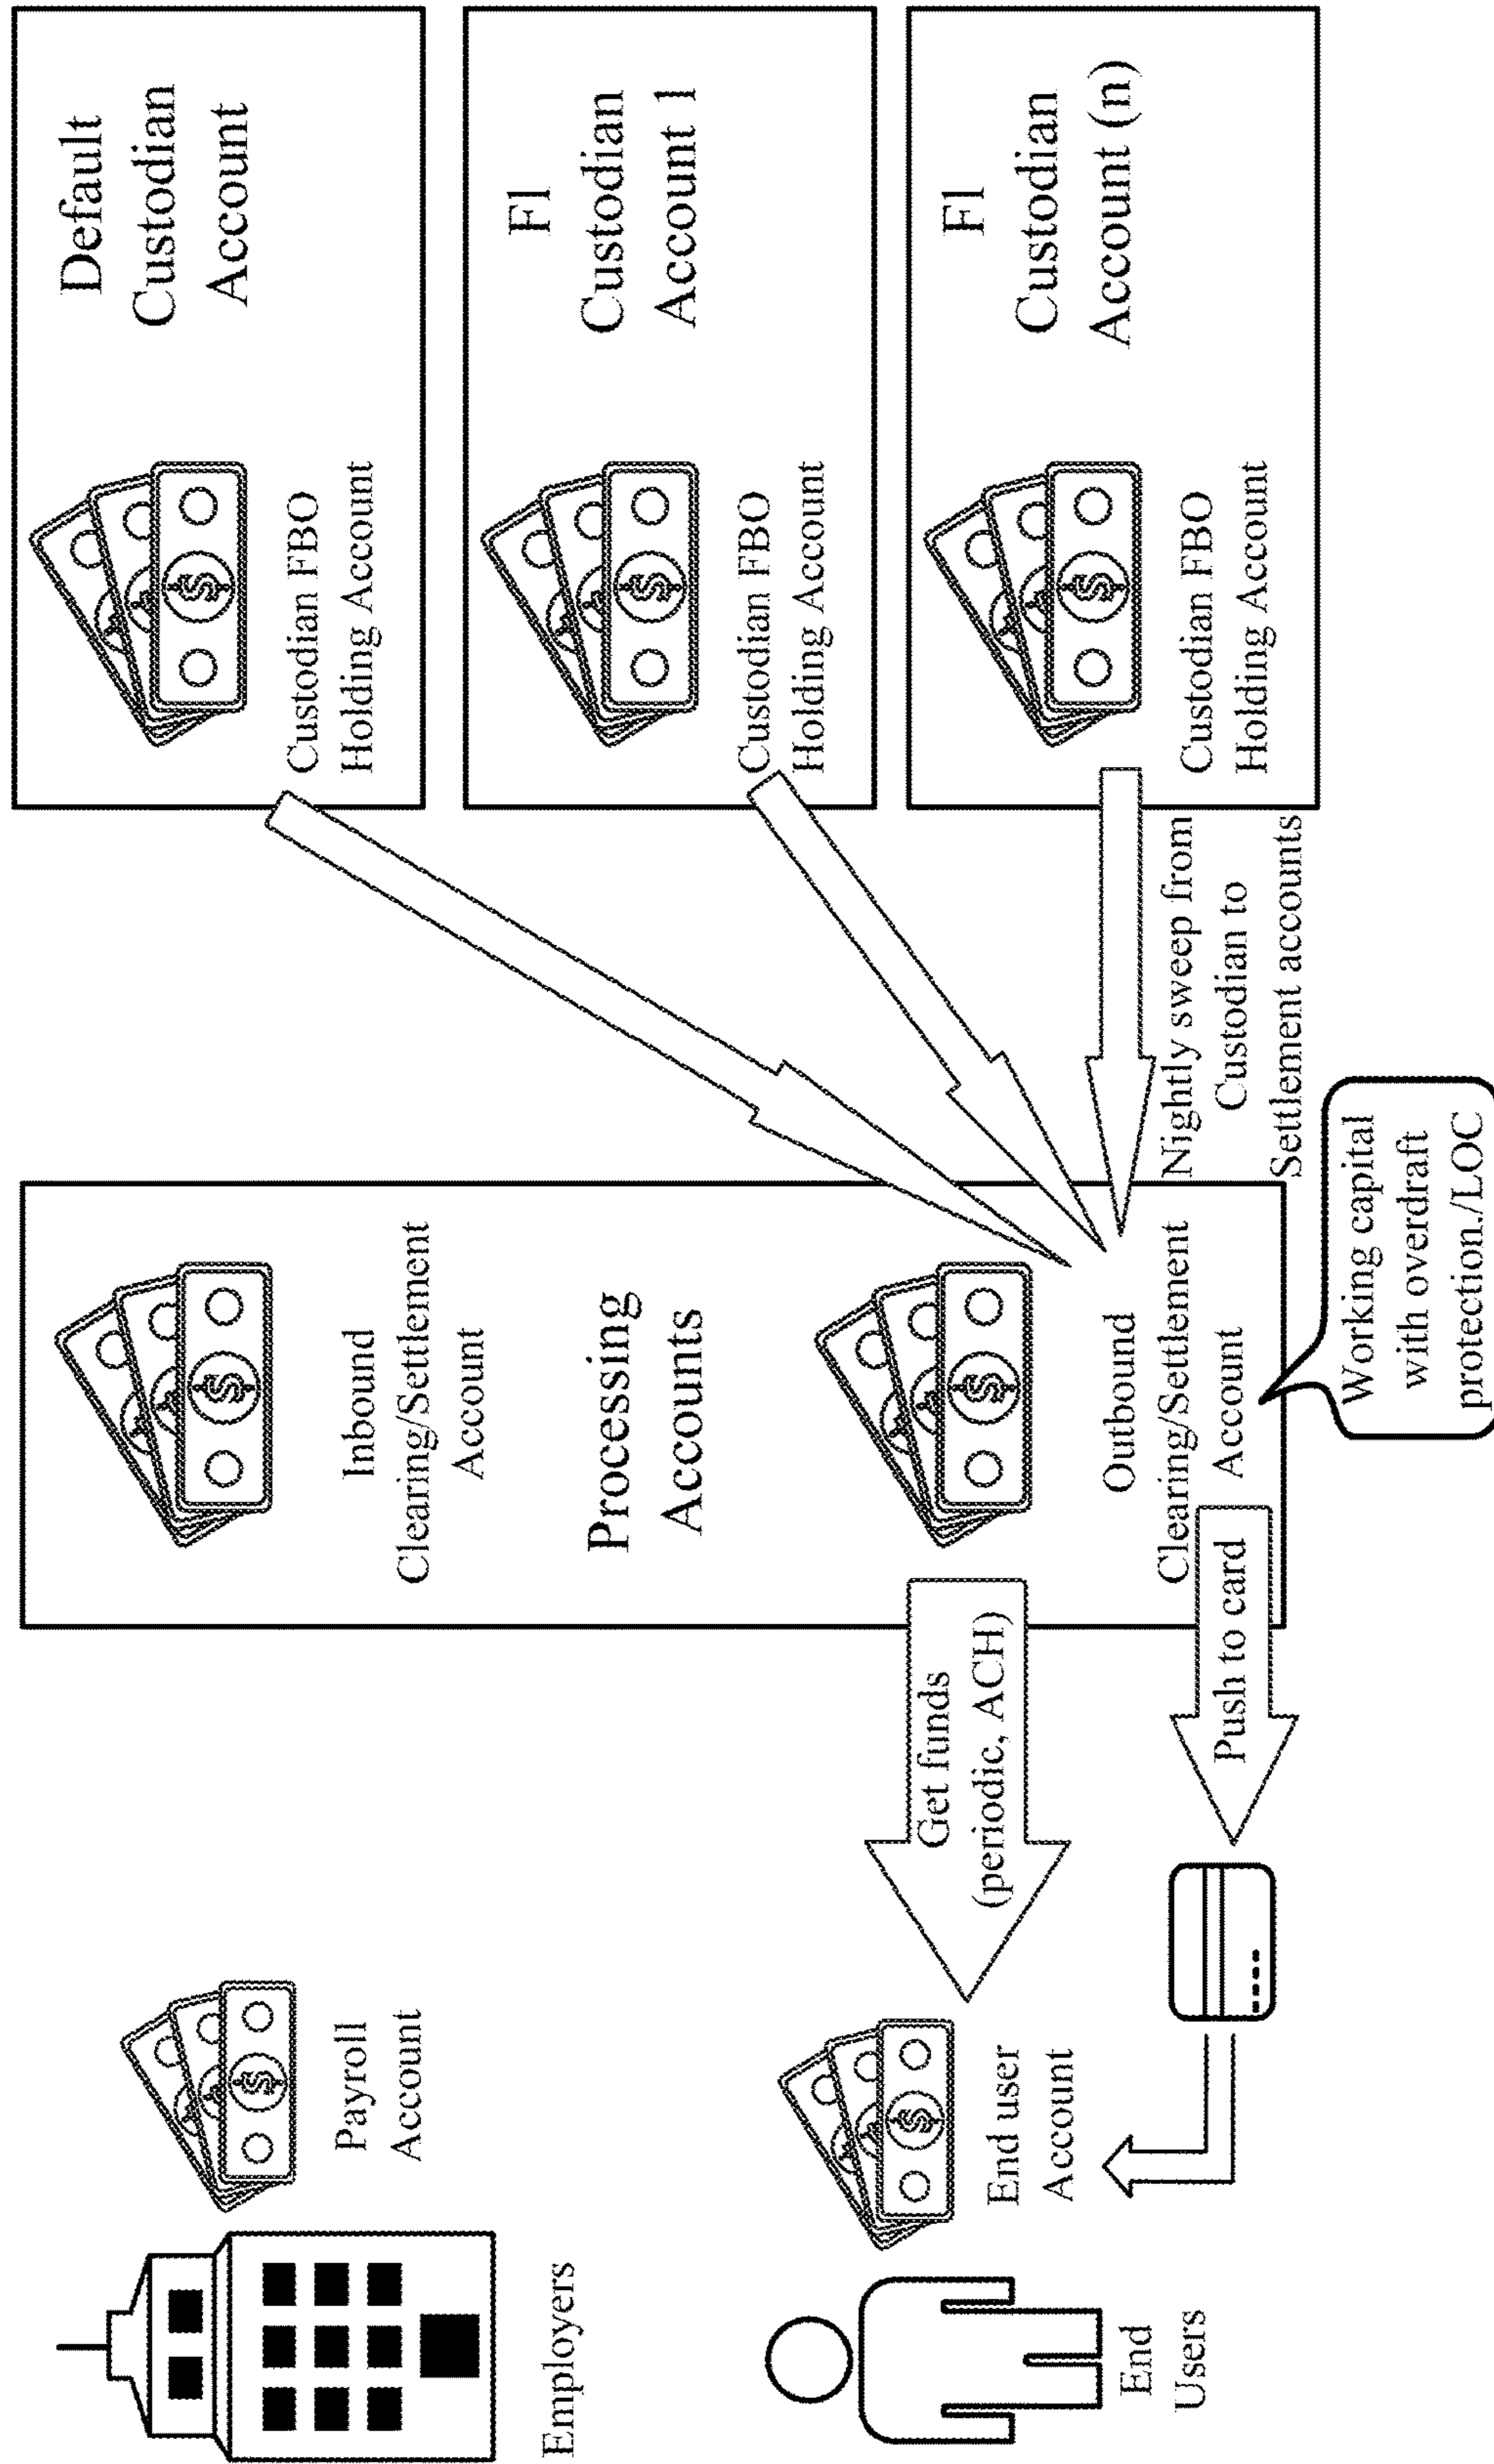 Employers
Payroll
Account
Inbound
Clearing/Settlement
Account
Processing
Accounts
Default
Custodian
Account
Custodian FBO
Holding Account
FI
Custodian
Account 1
Custodian FBO
Holding Account
End
Users
End user
Account
Get funds
(periodic, ACH)
Push to card
Outbound
Clearing/Settlement
Account
Working capital
with overdraft
protection./LOC
Nightly sweep from
Custodian to
Settlement accounts
FI
Custodian
Account (n)
Custodian FBO
Holding Account